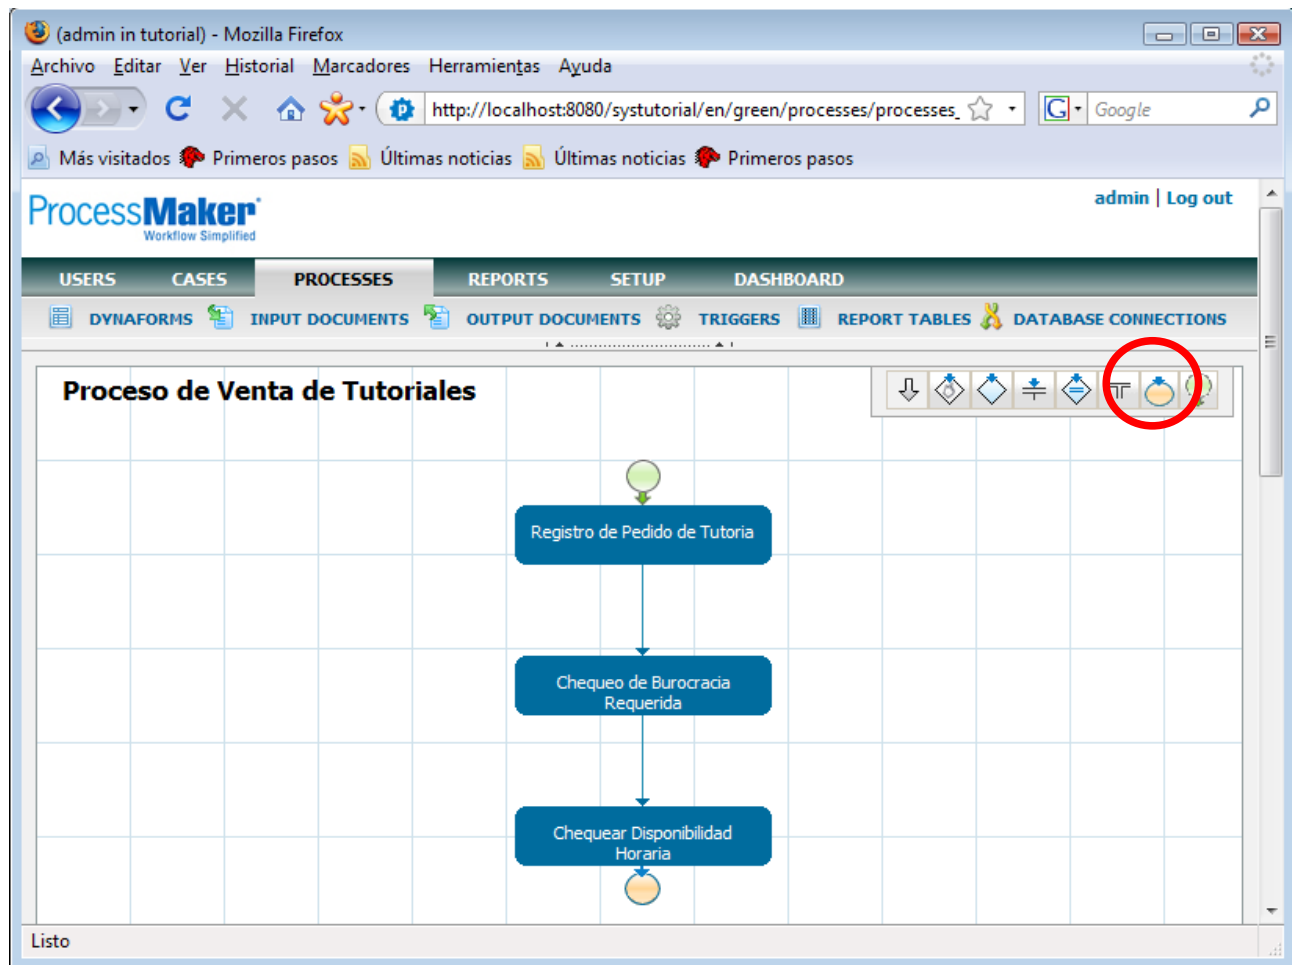 (admin in tutorial) - Mozilla Firefox
Archivo Editar Ver Historial Marcadores Herramientas Ayuda
http://localhost:8080/systutorial/en/green/processes/processes_ Google
Más visitados Primeros pasos Últimas noticias Últimas noticias Primeros pasos
ProcessMaker
Workflow Simplified
admin | Log out
USERS CASES PROCESSES REPORTS SETUP DASHBOARD
DYNAFORMS INPUT DOCUMENTS OUTPUT DOCUMENTS TRIGGERS REPORT TABLES DATABASE CONNECTIONS
Proceso de Venta de Tutoriales
Registro de Pedido de Tutoria
Chequeo de Burocracia
Requerida
Chequear Disponibilidad
Horaria
Listo